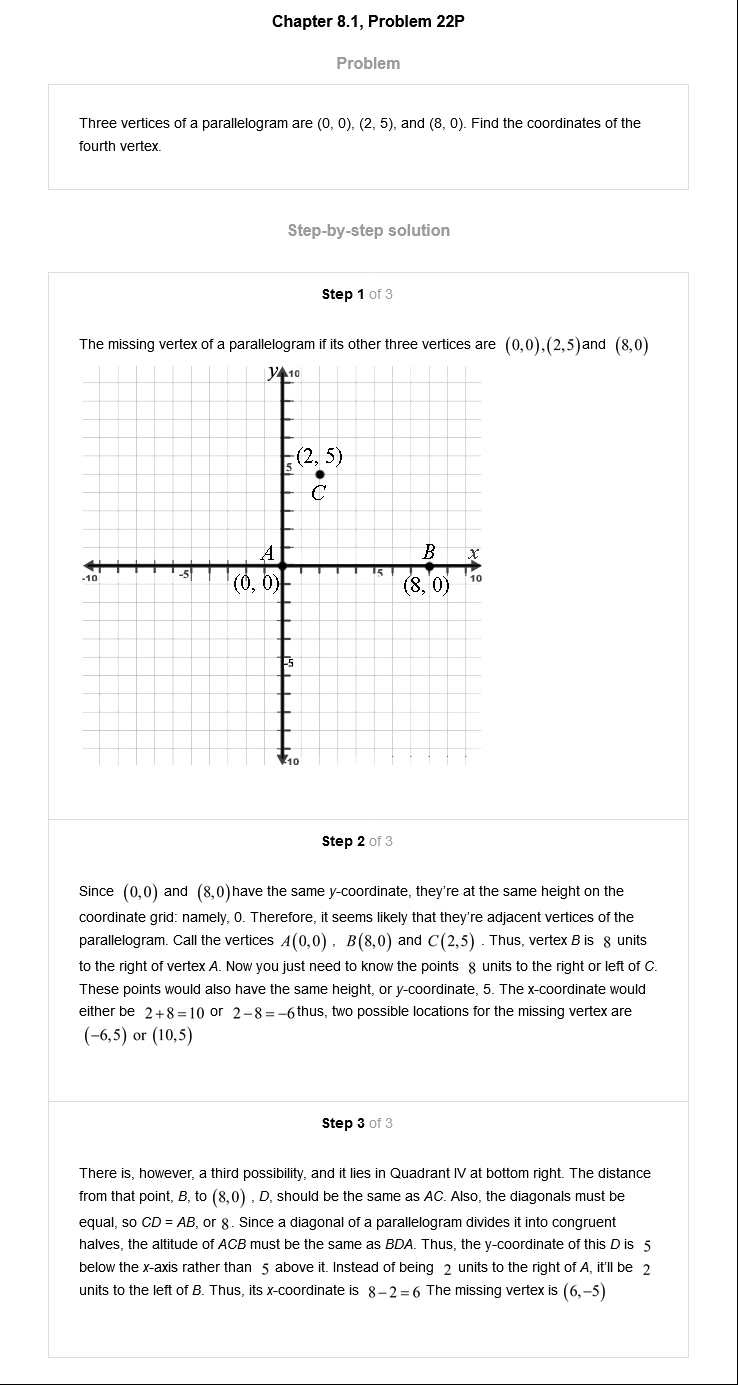 Chapter 8.1, Problem 22P
Problem
Three vertices of a parallelogram are (0, 0), (2, 5), and (8, 0). Find the coordinates of the
fourth vertex.
Step-by-step solution
Step 1 of 3
The missing vertex of a parallelogram if its other three vertices are (0,0),(2,5)and (8,0)
y 10
(2, 5)
5
C
A B x
-10 -5 5 10
(0, 0) (8, 0)
-5
-10
Step 2 of 3
Since (0,0) and (8,0)have the same y-coordinate, they're at the same height on the
coordinate grid: namely, 0. Therefore, it seems likely that they're adjacent vertices of the
parallelogram. Call the vertices A(0,0) , B(8,0) and C(2,5) . Thus, vertex B is 8 units
to the right of vertex A. Now you just need to know the points 8 units to the right or left of C.
These points would also have the same height, or y-coordinate, 5. The x-coordinate would
either be 2+8=10 or 2−8=−6thus, two possible locations for the missing vertex are
(−6,5) or (10,5)
Step 3 of 3
There is, however, a third possibility, and it lies in Quadrant IV at bottom right. The distance
from that point, B, to (8,0) , D, should be the same as AC. Also, the diagonals must be
equal, so CD = AB, or 8. Since a diagonal of a parallelogram divides it into congruent
halves, the altitude of ACB must be the same as BDA. Thus, the y-coordinate of this D is 5
below the x-axis rather than 5 above it. Instead of being 2 units to the right of A, it'll be 2
units to the left of B. Thus, its x-coordinate is 8−2=6 The missing vertex is (6,−5)